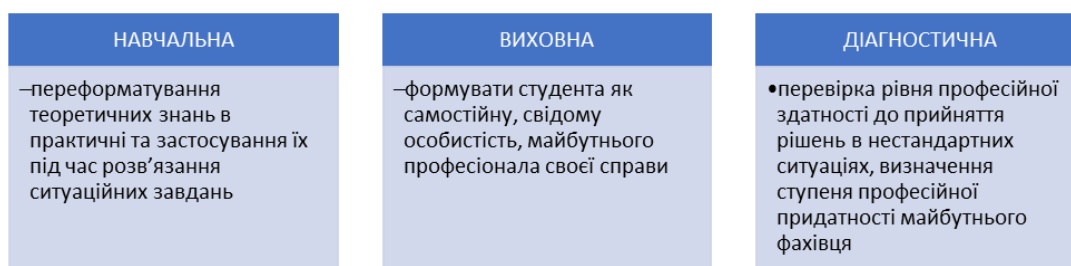 НАВЧАЛЬНА
–переформатування
теоретичних знань в
практичні та застосування їх
під час розв’язання
ситуаційних завдань
ВИХОВНА
–формувати студента як
самостійну, свідому
особистість, майбутнього
професіонала своєї справи
ДІАГНОСТИЧНА
•перевірка рівня професійної
здатності до прийняття
рішень в нестандартних
ситуаціях, визначення
ступеня професійної
придатності майбутнього
фахівця